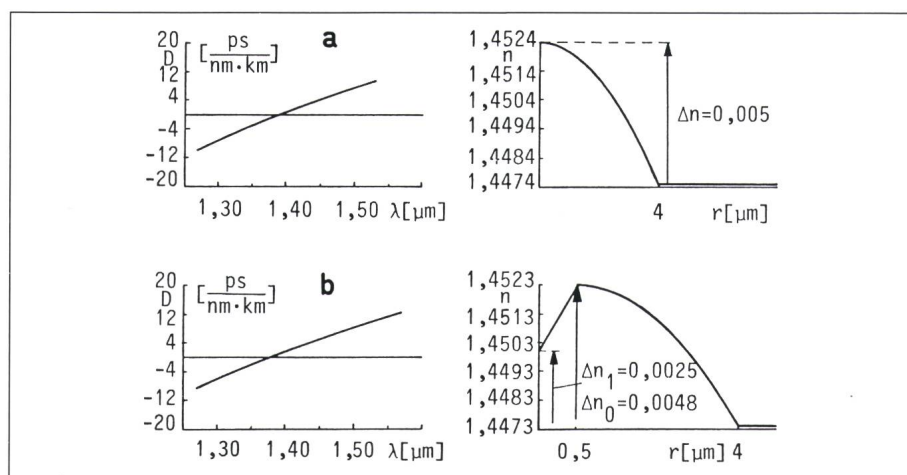 a
20
D
[ps/nm·km]
12
4
-4
-12
-20
1,30 1,40 1,50 λ[µm]
1,4524
n
1,4514
1,4504
1,4494
1,4484
1,4474
Δn=0,005
4 r[µm]
b
20
D
[ps/nm·km]
12
4
-4
-12
-20
1,30 1,40 1,50 λ[µm]
1,4523
n
1,4513
1,4503
1,4493
1,4483
1,4473
Δn₁=0,0025
Δn₀=0,0048
0,5 r[µm] 4